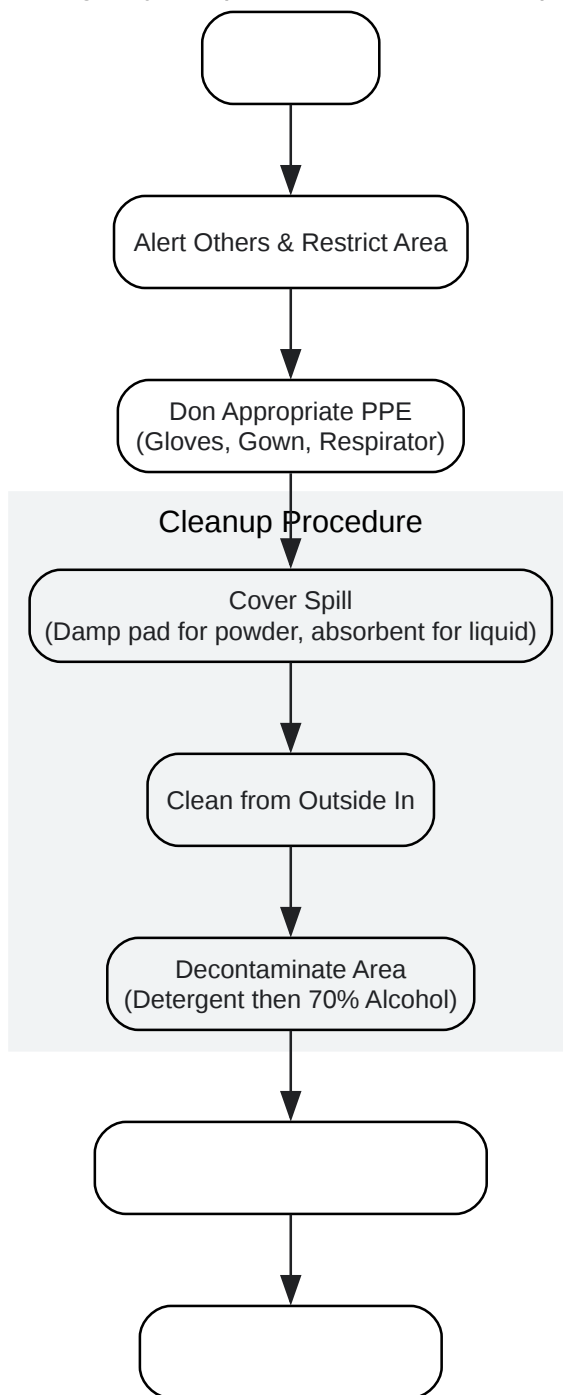 Alert Others & Restrict Area
Don Appropriate PPE
(Gloves, Gown, Respirator)
Cleanup Procedure
Cover Spill
(Damp pad for powder, absorbent for liquid)
Clean from Outside In
Decontaminate Area
(Detergent then 70% Alcohol)